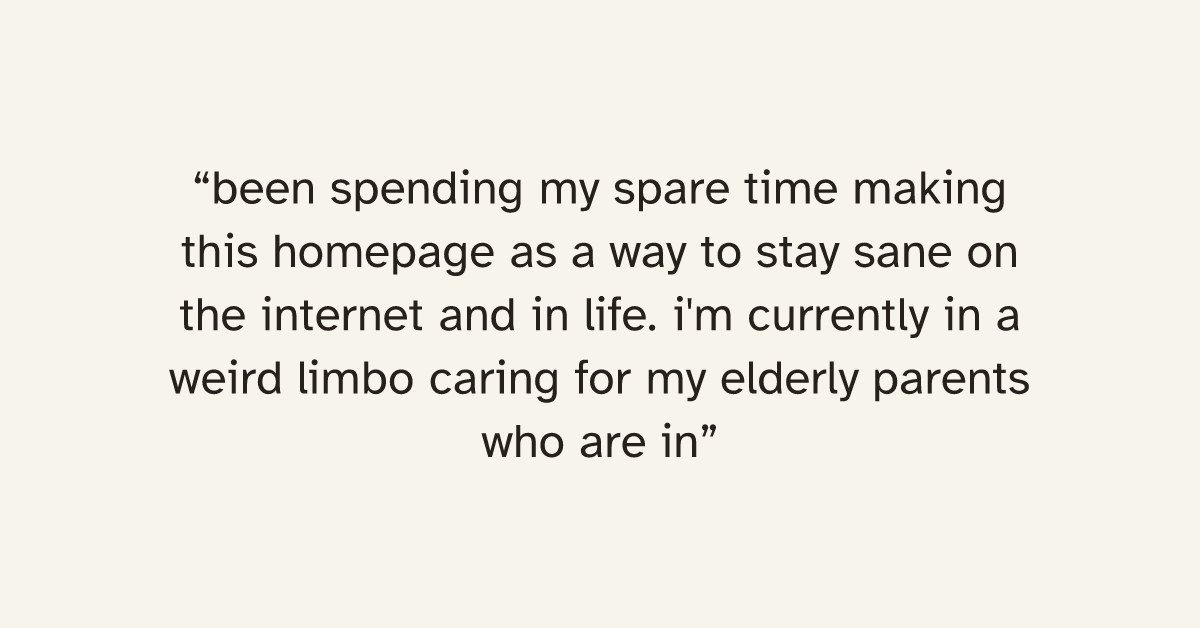 “been spending my spare time making
this homepage as a way to stay sane on
the internet and in life. i'm currently in a
weird limbo caring for my elderly parents
who are in”